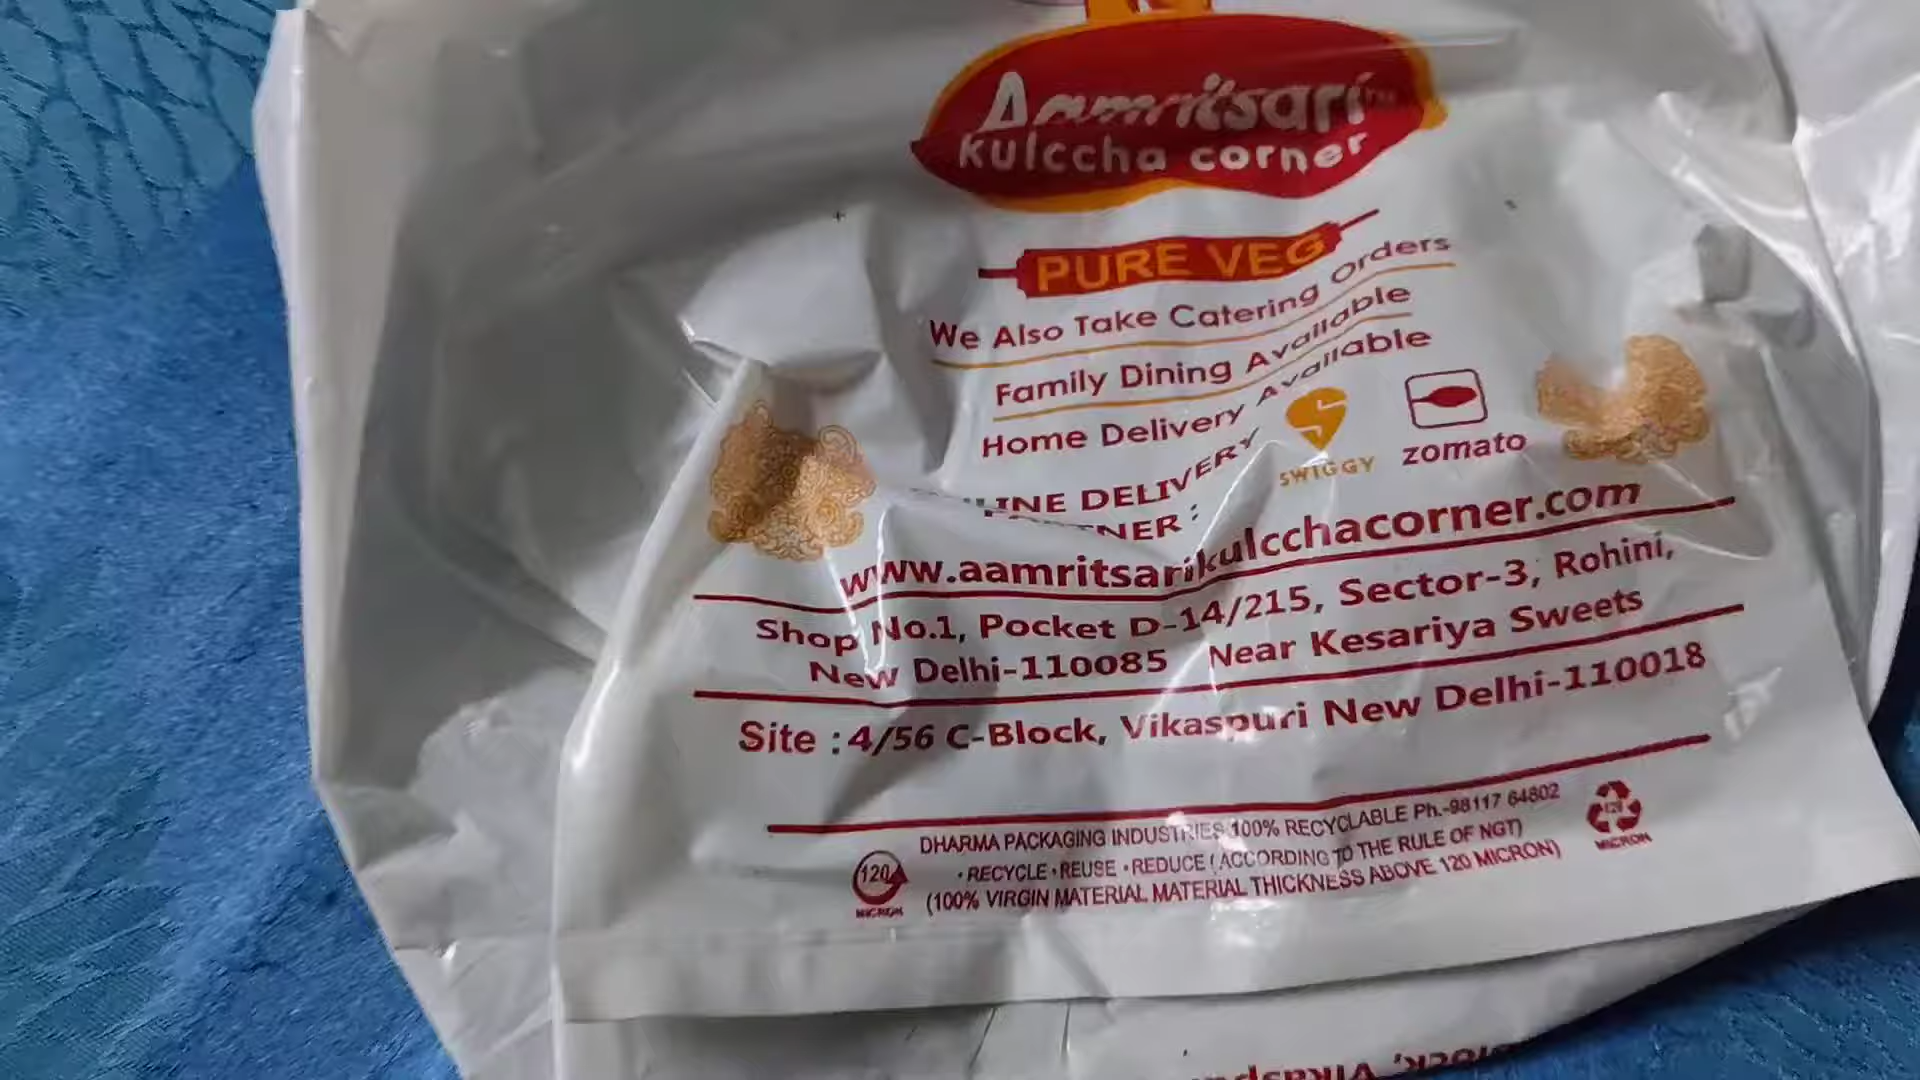 Aamritsari™
kulccha corner
PURE VEG
We Also Take Catering Orders
Family Dining Available
Home Delivery Available
DELIVERY
SWIGGY
zomato
www.aamritsarikulcchacorner.com
Shop No.1, Pocket D-14/215, Sector-3, Rohini,
New Delhi-110085 Near Kesariya Sweets
Site : 4/56 C-Block, Vikaspuri New Delhi-110018
DHARMA PACKAGING INDUSTRIES 100% RECYCLABLE Ph.-98117 64802
• RECYCLE • REUSE • REDUCE ( ACCORDING TO THE RULE OF NGT)
(100% VIRGIN MATERIAL MATERIAL THICKNESS ABOVE 120 MICRON)
120
MICRON
120
MICRON